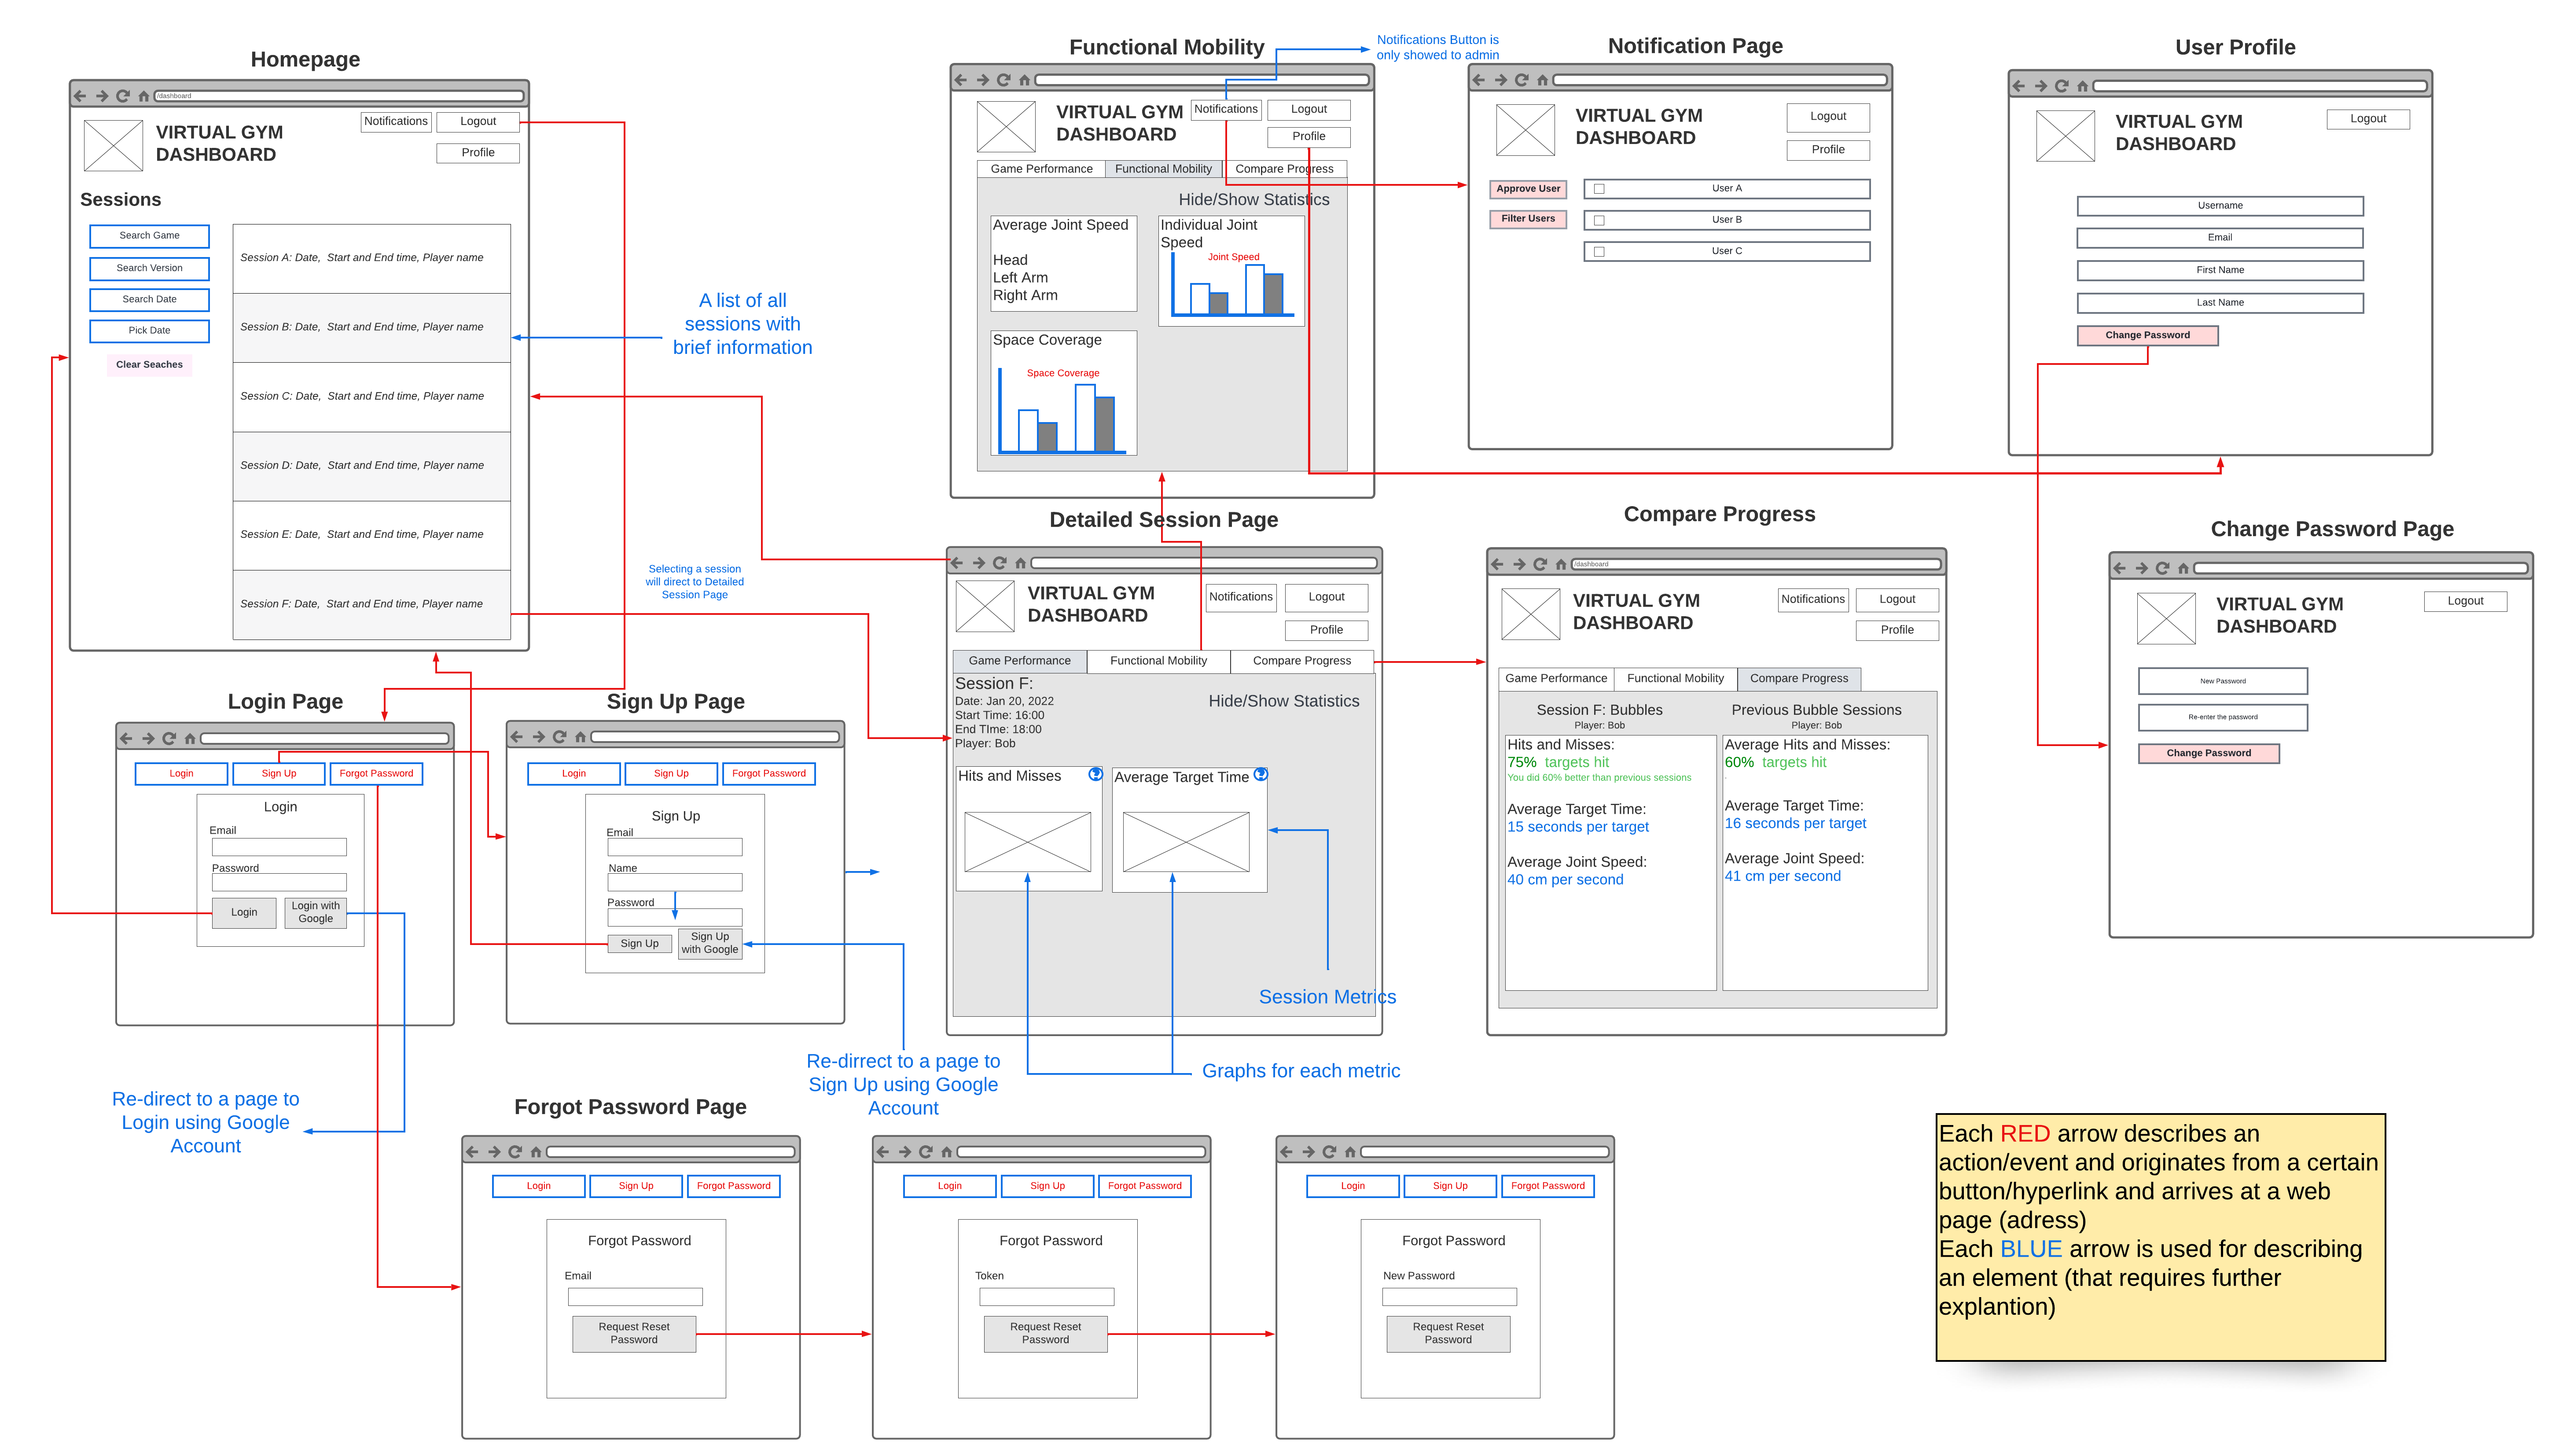 Homepage
/dashboard
Notifications
Logout
VIRTUAL GYM
DASHBOARD
Profile
Sessions
Search Game
Search Version
Search Date
Pick Date
Clear Seaches
Session A: Date,  Start and End time, Player name
Session B: Date,  Start and End time, Player name
Session C: Date,  Start and End time, Player name
Session D: Date,  Start and End time, Player name
Session E: Date,  Start and End time, Player name
Session F: Date,  Start and End time, Player name
A list of all
sessions with
brief information
Selecting a session
will direct to Detailed
Session Page
Functional Mobility
Notifications Button is
only showed to admin
VIRTUAL GYM
DASHBOARD
Notifications
Logout
Profile
Game Performance
Functional Mobility
Compare Progress
Hide/Show Statistics
Average Joint Speed
Head
Left Arm
Right Arm
Individual Joint
Speed
Joint Speed
Space Coverage
Space Coverage
Notification Page
VIRTUAL GYM
DASHBOARD
Logout
Profile
Approve User
Filter Users
User A
User B
User C
User Profile
VIRTUAL GYM
DASHBOARD
Logout
Username
Email
First Name
Last Name
Change Password
Login Page
Login
Sign Up
Forgot Password
Login
Email
Password
Login
Login with
Google
Re-direct to a page to
Login using Google
Account
Sign Up Page
Login
Sign Up
Forgot Password
Sign Up
Email
Name
Password
Sign Up
Sign Up
with Google
Re-dirrect to a page to
Sign Up using Google
Account
Detailed Session Page
VIRTUAL GYM
DASHBOARD
Notifications
Logout
Profile
Game Performance
Functional Mobility
Compare Progress
Session F:
Date: Jan 20, 2022
Start Time: 16:00
End TIme: 18:00
Player: Bob
Hide/Show Statistics
Hits and Misses
?
Average Target Time
?
Session Metrics
Graphs for each metric
Compare Progress
/dashboard
VIRTUAL GYM
DASHBOARD
Notifications
Logout
Profile
Game Performance
Functional Mobility
Compare Progress
Session F: Bubbles
Player: Bob
Hits and Misses:
75%  targets hit
You did 60% better than previous sessions
Average Target Time:
15 seconds per target
Average Joint Speed:
40 cm per second
Previous Bubble Sessions
Player: Bob
Average Hits and Misses:
60%  targets hit
Average Target Time:
16 seconds per target
Average Joint Speed:
41 cm per second
Change Password Page
VIRTUAL GYM
DASHBOARD
Logout
New Password
Re-enter the password
Change Password
Forgot Password Page
Login
Sign Up
Forgot Password
Forgot Password
Email
Request Reset
Password
Login
Sign Up
Forgot Password
Forgot Password
Token
Request Reset
Password
Login
Sign Up
Forgot Password
Forgot Password
New Password
Request Reset
Password
Each RED arrow describes an
action/event and originates from a certain
button/hyperlink and arrives at a web
page (adress)
Each BLUE arrow is used for describing
an element (that requires further
explantion)